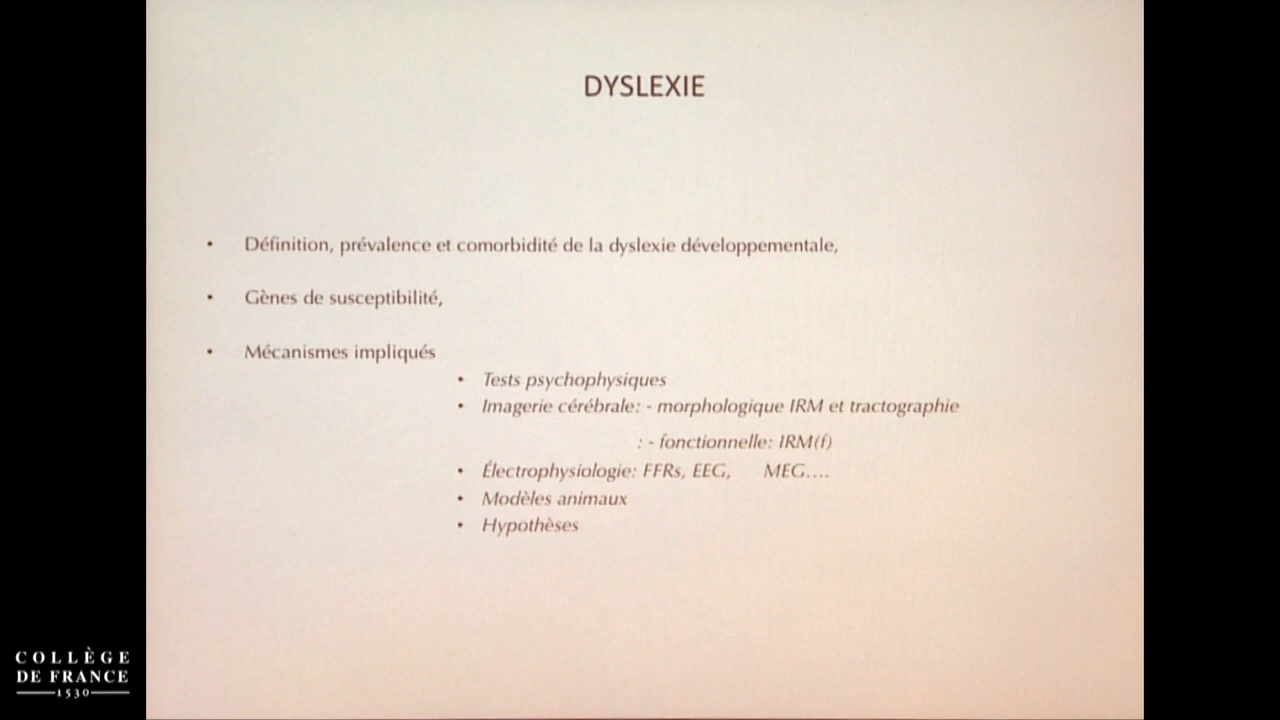 DYSLEXIE
• Définition, prévalence et comorbidité de la dyslexie développementale,
• Gènes de susceptibilité,
• Mécanismes impliqués
• Tests psychophysiques
• Imagerie cérébrale: - morphologique IRM et tractographie
: - fonctionnelle: IRM(f)
• Électrophysiologie: FFRs, EEG, MEG....
• Modèles animaux
• Hypothèses
COLLÈGE
DE FRANCE
1530